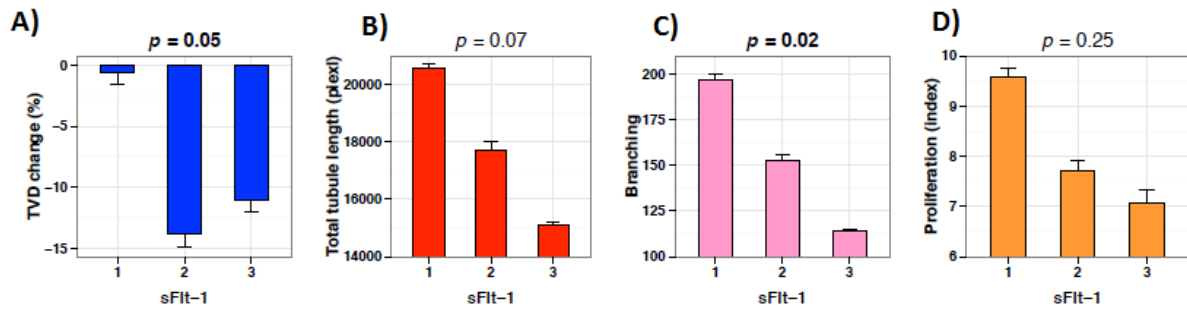 A)
p = 0.05
TVD change (%)
0
−5
−10
−15
1 2 3
sFlt−1
B)
p = 0.07
Total tubule length (piexl)
20000
18000
16000
14000
1 2 3
sFlt−1
C)
p = 0.02
Branching
200
175
150
125
100
1 2 3
sFlt−1
D)
p = 0.25
Proliferation (index)
10
9
8
7
6
1 2 3
sFlt−1